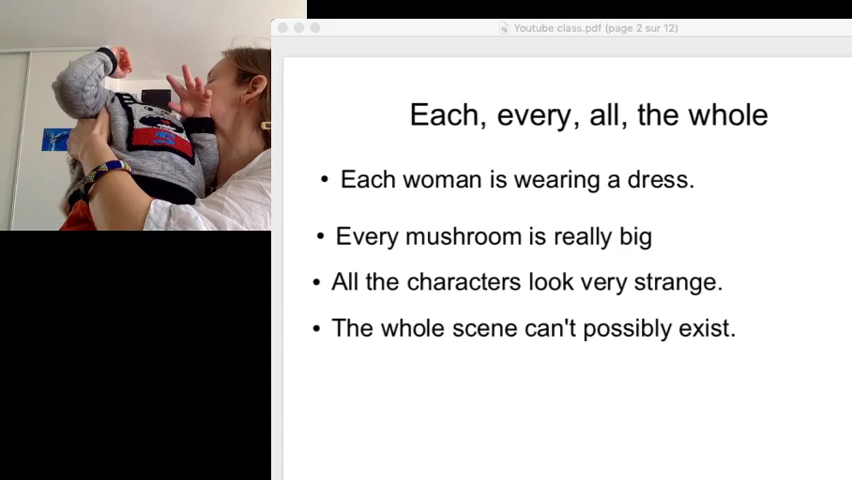 Youtube class.pdf (page 2 sur 12)
Each, every, all, the whole
• Each woman is wearing a dress.
• Every mushroom is really big
• All the characters look very strange.
• The whole scene can't possibly exist.